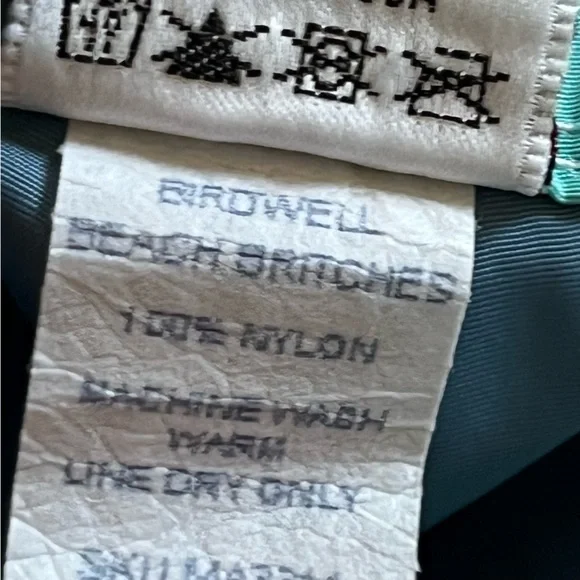 BIRDWELL
BEACH BRITCHES
100% NYLON
MACHINE WASH
WARM
LINE DRY ONLY